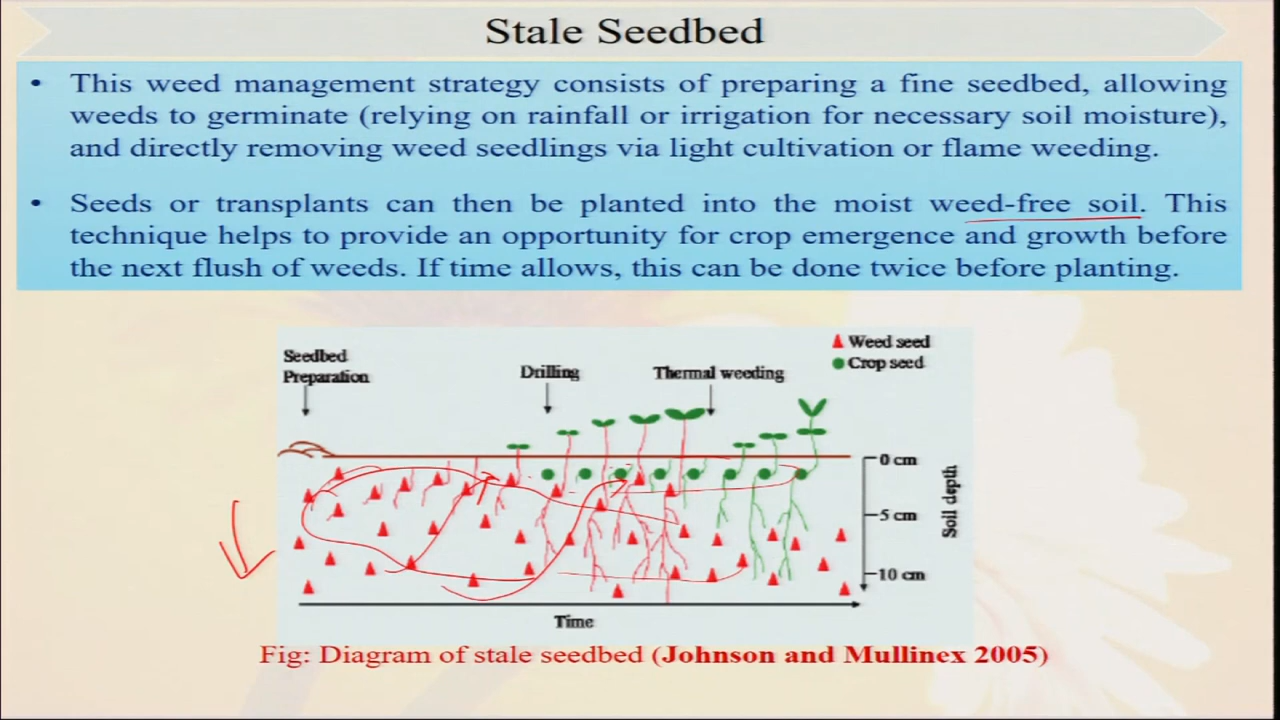 Stale Seedbed
• This weed management strategy consists of preparing a fine seedbed, allowing
weeds to germinate (relying on rainfall or irrigation for necessary soil moisture),
and directly removing weed seedlings via light cultivation or flame weeding.
• Seeds or transplants can then be planted into the moist weed-free soil. This
technique helps to provide an opportunity for crop emergence and growth before
the next flush of weeds. If time allows, this can be done twice before planting.
Seedbed
Preparation
Drilling
Thermal weeding
Weed seed
Crop seed
0 cm
5 cm
10 cm
Soil depth
Time
Fig: Diagram of stale seedbed (Johnson and Mullinex 2005)